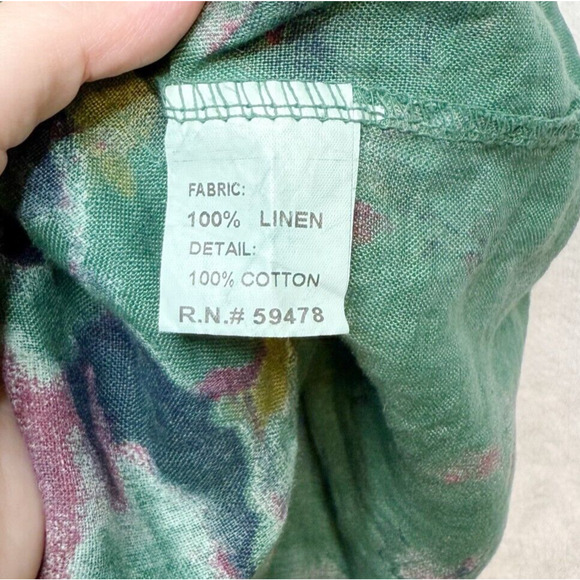 FABRIC:
100% LINEN
DETAIL:
100% COTTON
R.N.# 59478